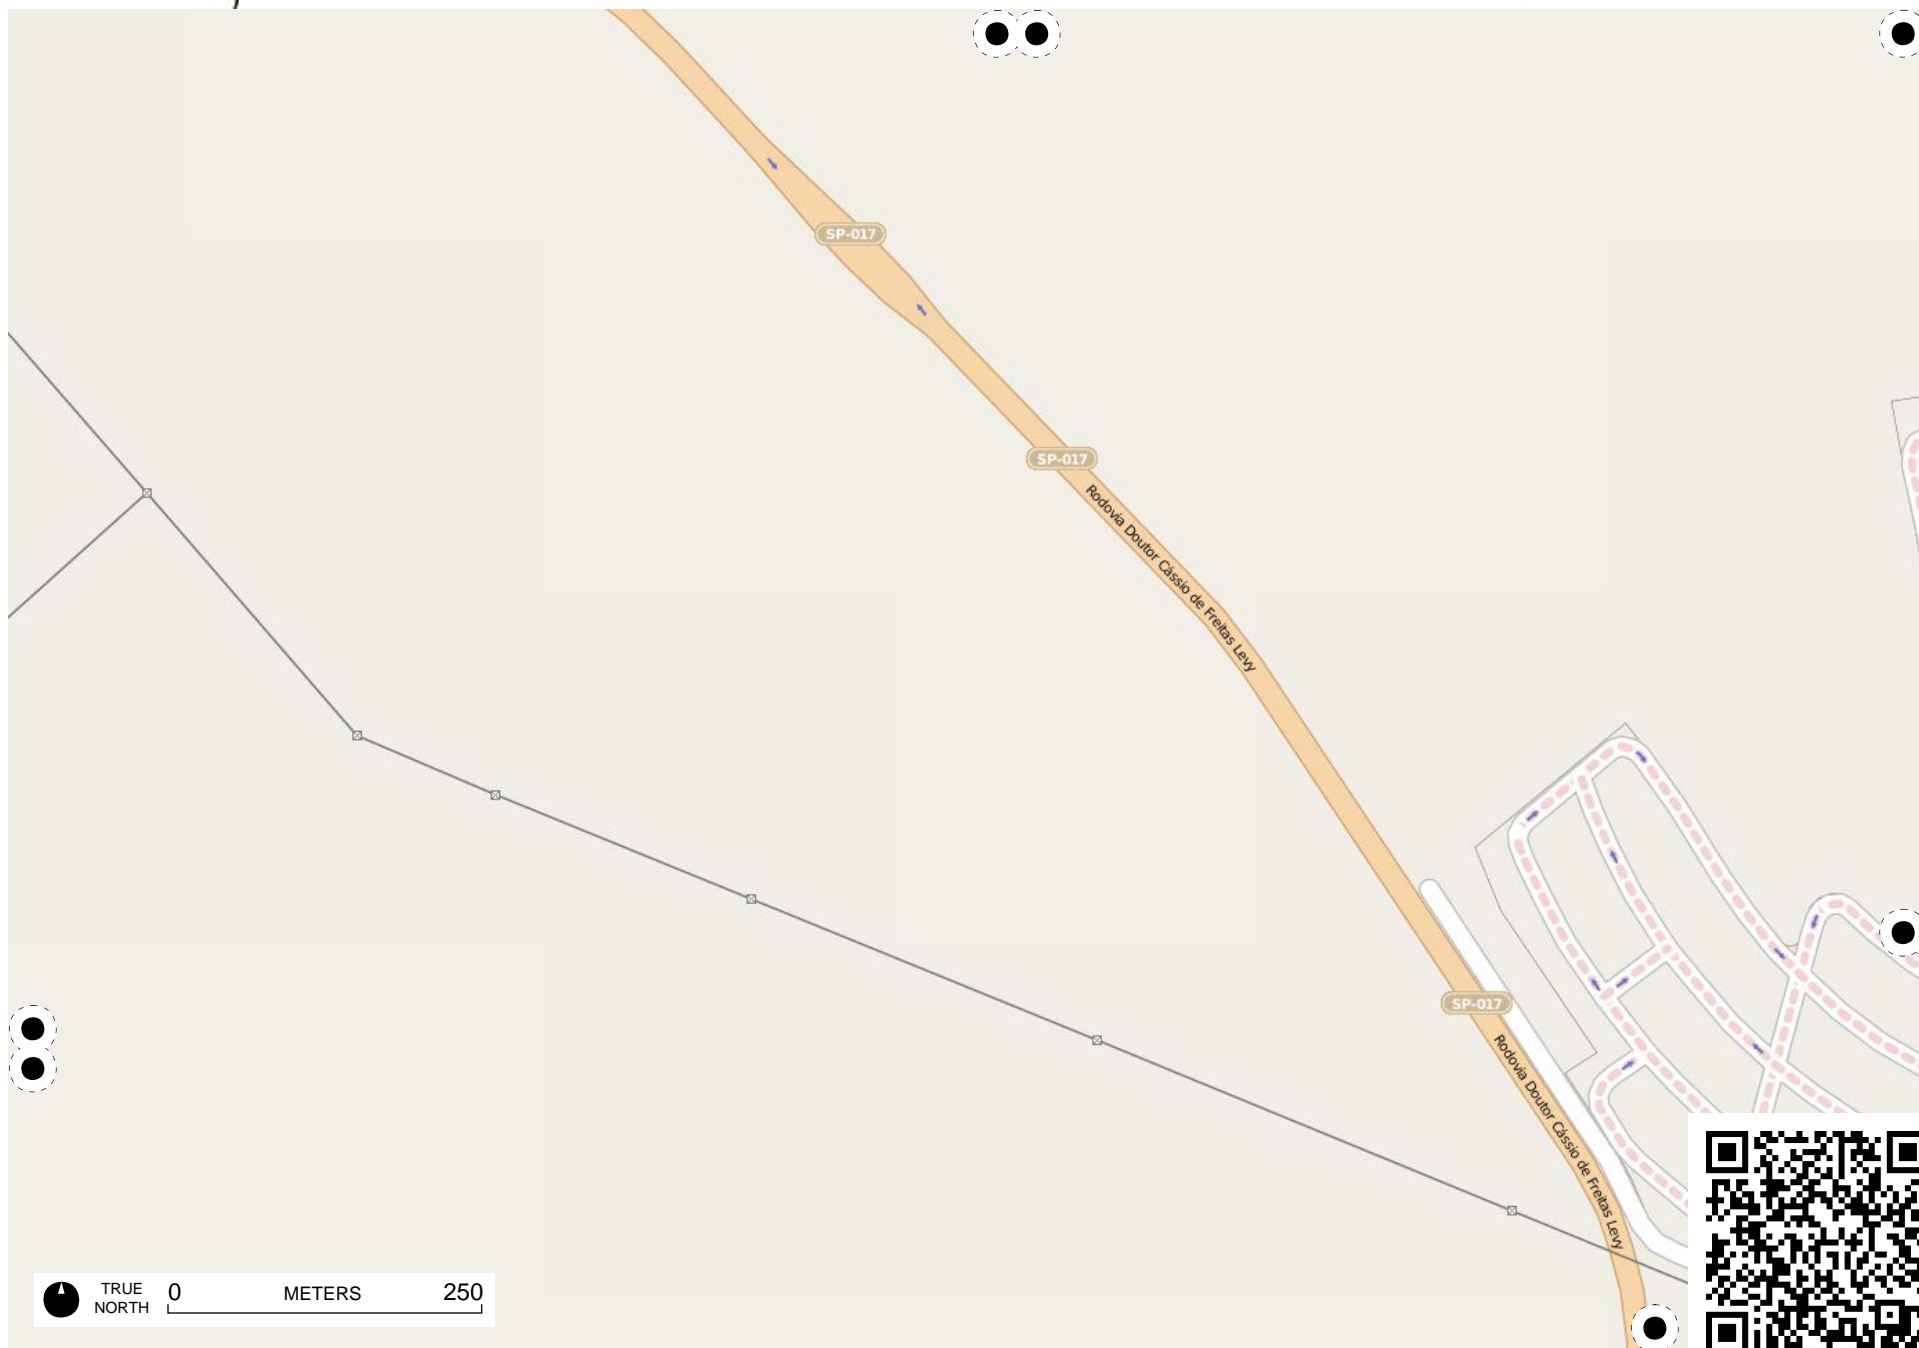 SP-017
SP-017
Rodovia Doutor Cássio de Freitas Levy
SP-017
Rodovia Doutor Cássio de Freitas Levy
TRUE NORTH
0 METERS 250